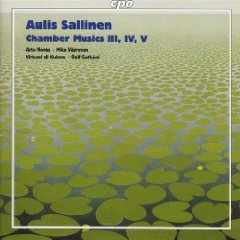 cpo
Aulis Sallinen
Chamber Musics III, IV, V
Arto Noras · Mika Väyrynen
Virtuosi di Kuhmo · Ralf Gothóni